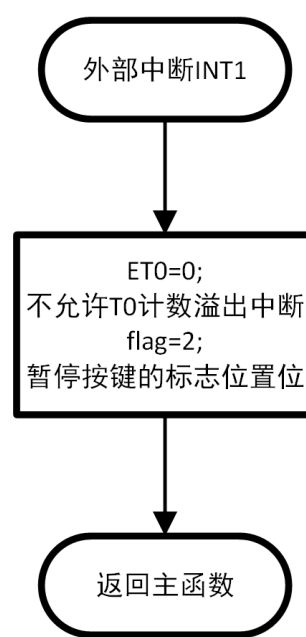 外部中断INT1
ET0=0;
不允许T0计数溢出中断
flag=2;
暂停按键的标志位置位
返回主函数